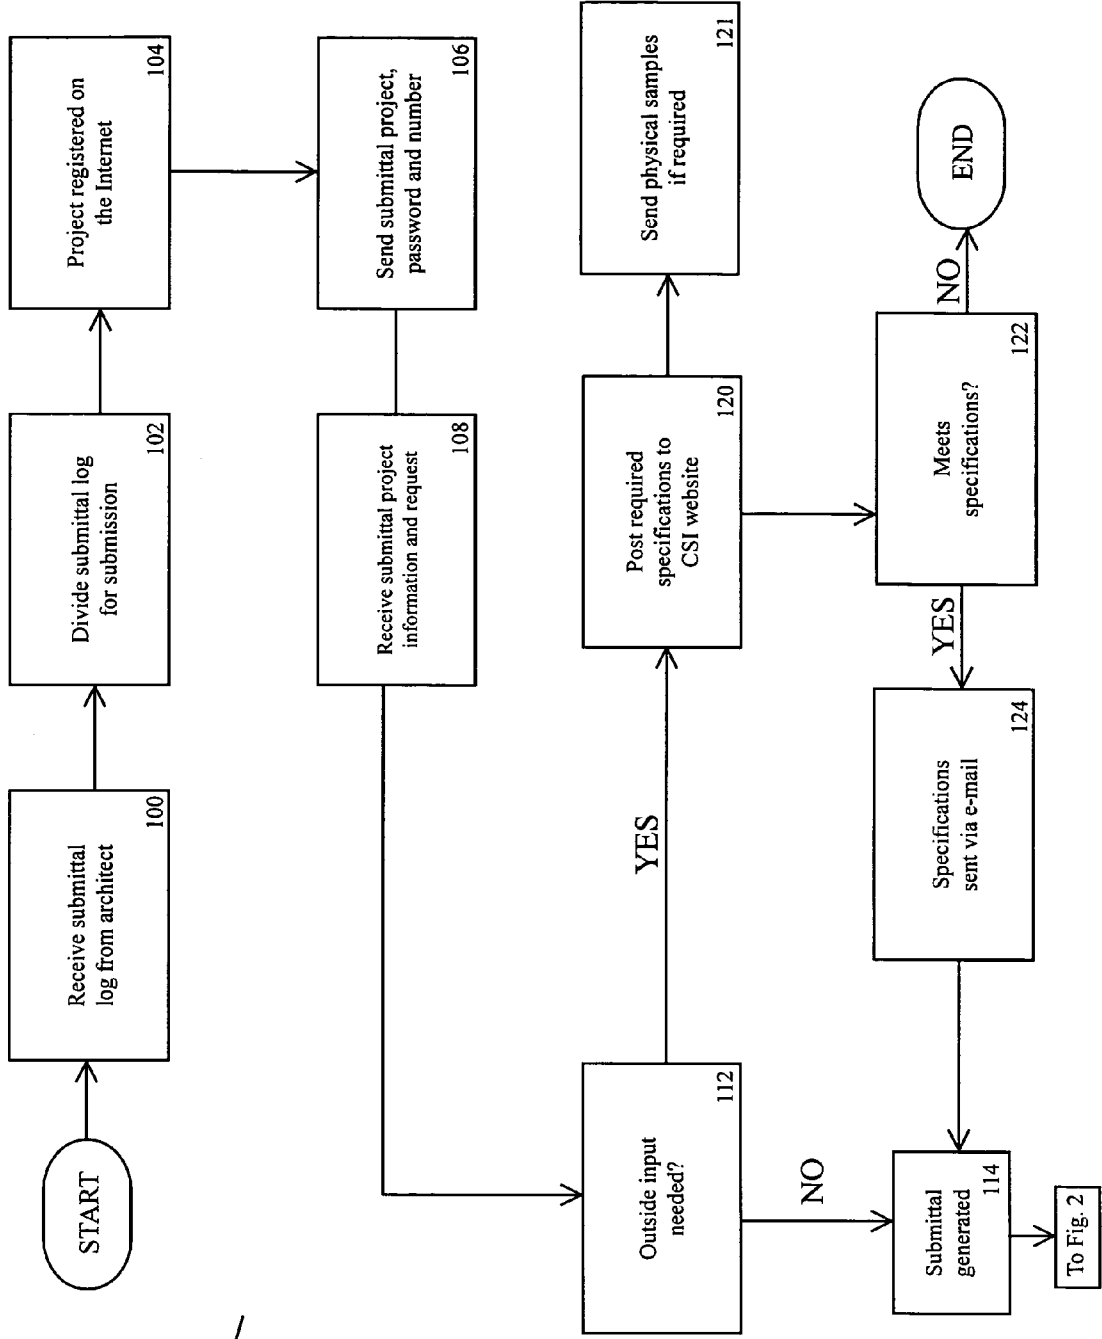 START
Receive submittal
log from architect
100
Divide submittal log
for submission
102
Project registered on
the Internet
104
Send submittal project,
password and number
106
Receive submittal project
information and request
108
Outside input
needed?
112
YES
NO
Post required
specifications to
CSI website
120
Send physical samples
if required
121
Meets
specifications?
122
NO
END
YES
Specifications
sent via e-mail
124
Submittal
generated
114
To Fig. 2